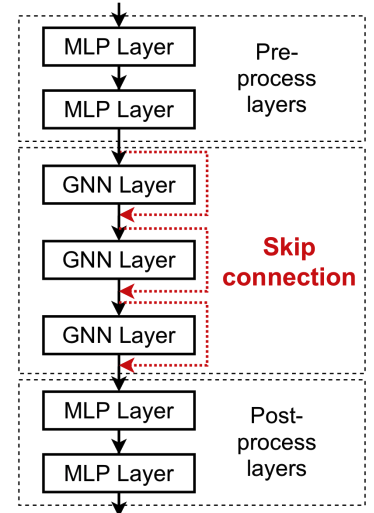 MLP Layer
MLP Layer
Pre-
process
layers
GNN Layer
GNN Layer
GNN Layer
Skip
connection
MLP Layer
MLP Layer
Post-
process
layers